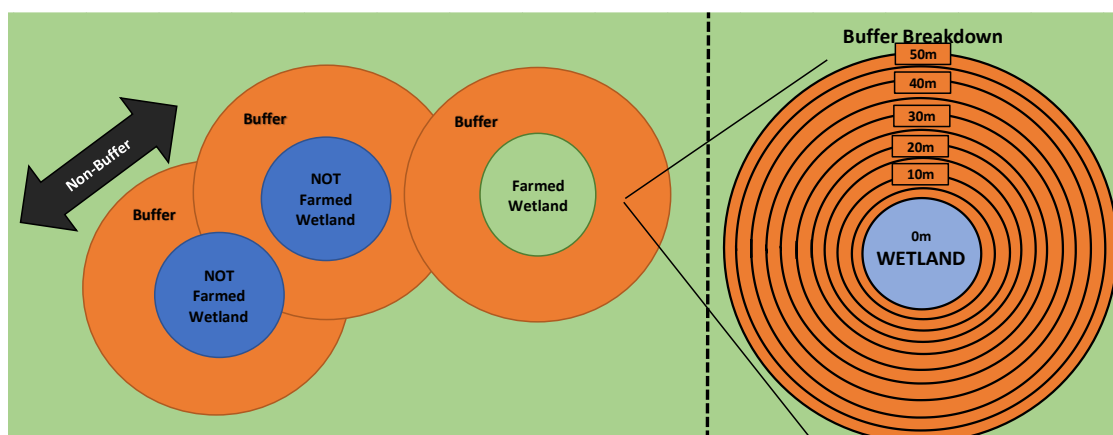 Non-Buffer
Buffer
NOT
Farmed
Wetland
Buffer
NOT
Farmed
Wetland
Buffer
Farmed
Wetland
Buffer Breakdown
50m
40m
30m
20m
10m
0m
WETLAND